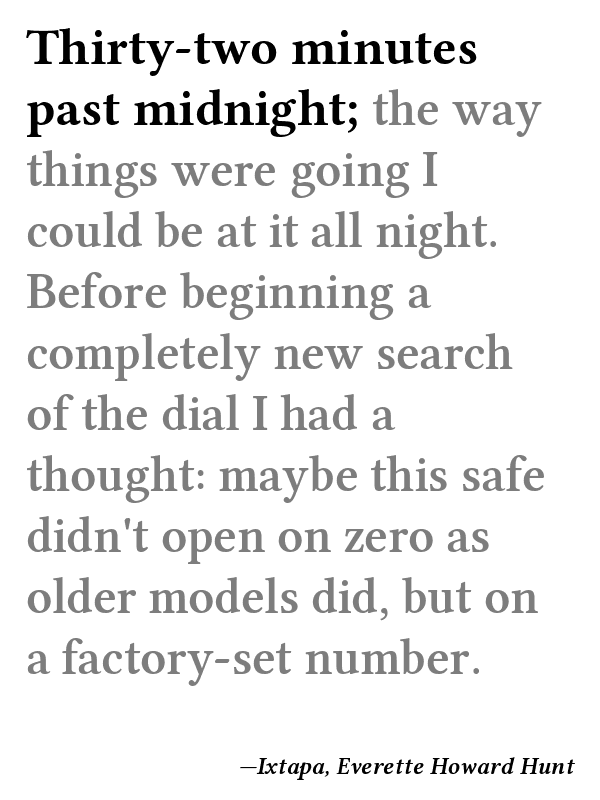 Thirty-two minutes
past midnight; the way
things were going I
could be at it all night.
Before beginning a
completely new search
of the dial I had a
thought: maybe this safe
didn't open on zero as
older models did, but on
a factory-set number.
—Ixtapa, Everette Howard Hunt